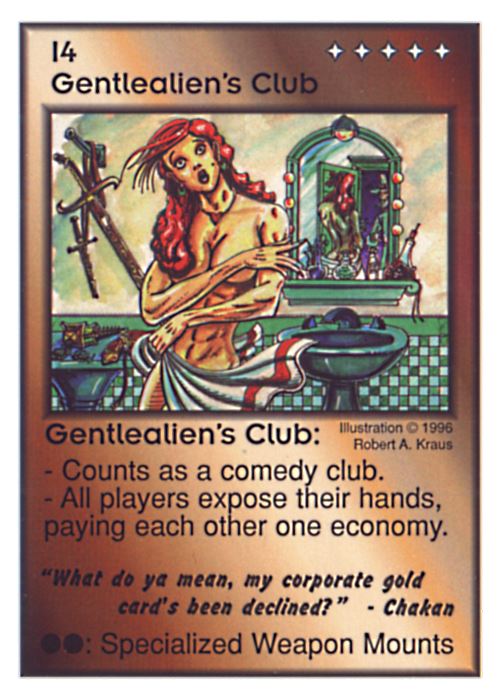 14
Gentlealien's Club
Gentlealien's Club:
Illustration © 1996
Robert A. Kraus
- Counts as a comedy club.
- All players expose their hands,
paying each other one economy.
"What do ya mean, my corporate gold
card's been declined?" - Chakan
●●: Specialized Weapon Mounts